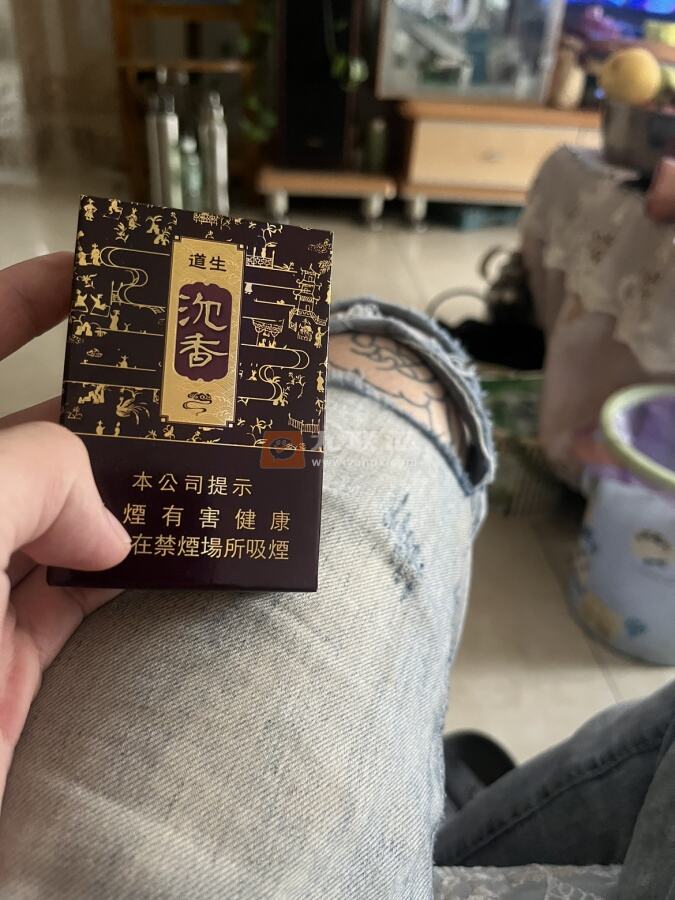 道生
沉香
本公司提示
煙有害健康
在禁煙場所吸煙